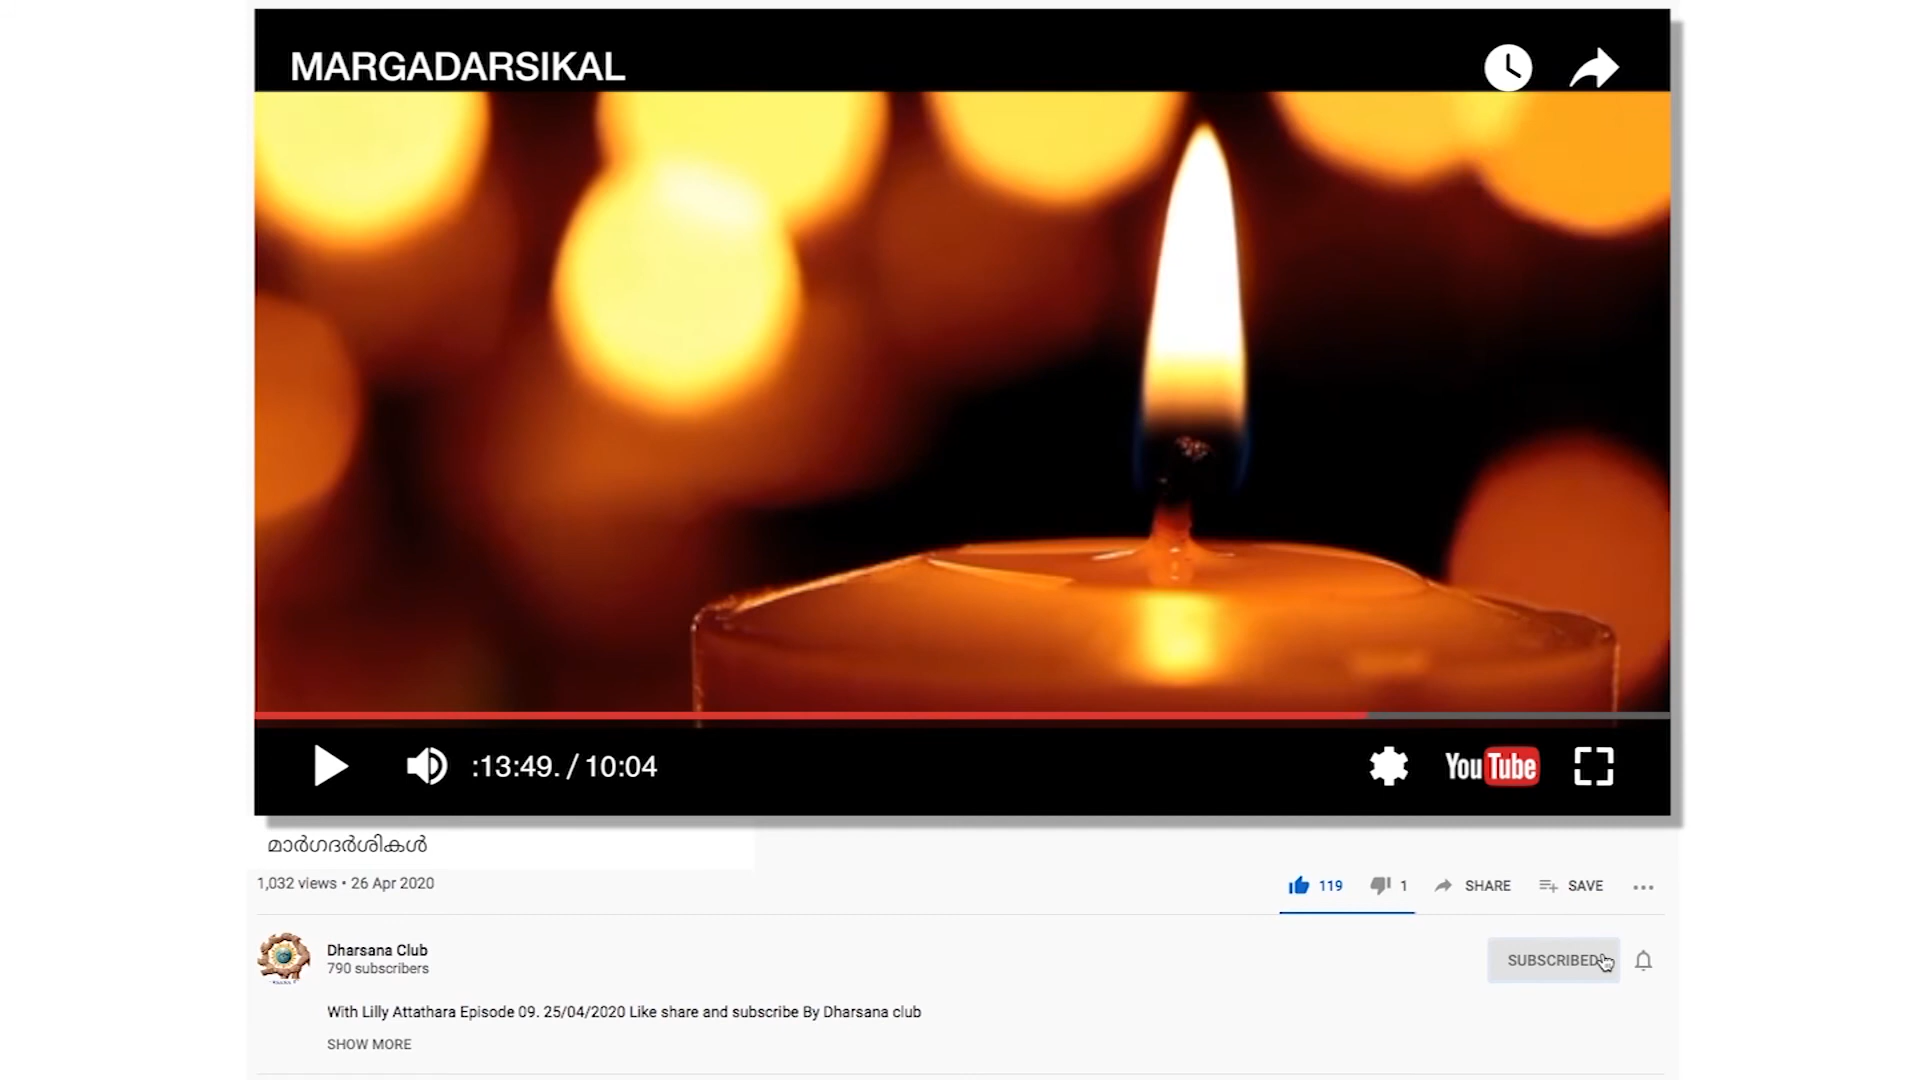 MARGADARSIKAL
:13:49. / 10:04
YouTube
മാർഗദർശികൾ
1,032 views • 26 Apr 2020
119
1
SHARE
SAVE
Dharsana Club
790 subscribers
SUBSCRIBED
With Lilly Attathara Episode 09. 25/04/2020 Like share and subscribe By Dharsana club
SHOW MORE